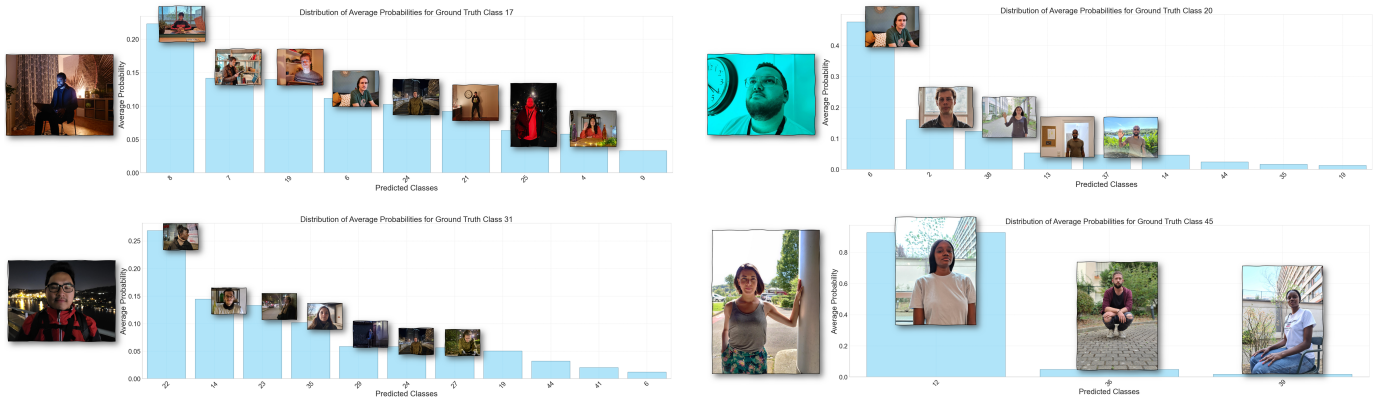 Distribution of Average Probabilities for Ground Truth Class 17
Average Probability
0.20
0.15
0.10
0.05
0.00
8 7 19 6 24 21 25 4 9
Predicted Classes
Distribution of Average Probabilities for Ground Truth Class 20
Average Probability
0.4
0.3
0.2
0.1
0.0
6 2 38 13 37 14 44 35 19
Predicted Classes
Distribution of Average Probabilities for Ground Truth Class 31
Average Probability
0.25
0.20
0.15
0.10
0.05
0.00
22 14 23 35 29 24 27 19 44 41 6
Predicted Classes
Distribution of Average Probabilities for Ground Truth Class 45
Average Probability
0.8
0.6
0.4
0.2
0.0
12 36 39
Predicted Classes